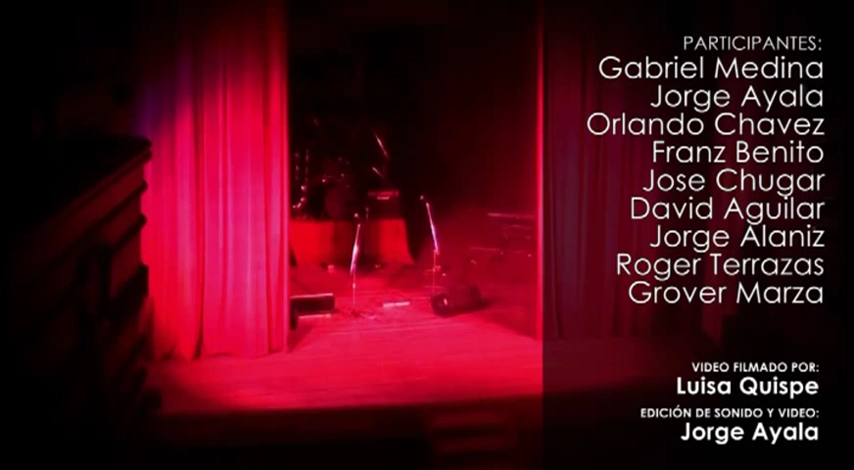 PARTICIPANTES:
Gabriel Medina
Jorge Ayala
Orlando Chavez
Franz Benito
Jose Chugar
David Aguilar
Jorge Alaniz
Roger Terrazas
Grover Marza
VIDEO FILMADO POR:
Luisa Quispe
EDICIÓN DE SONIDO Y VIDEO:
Jorge Ayala